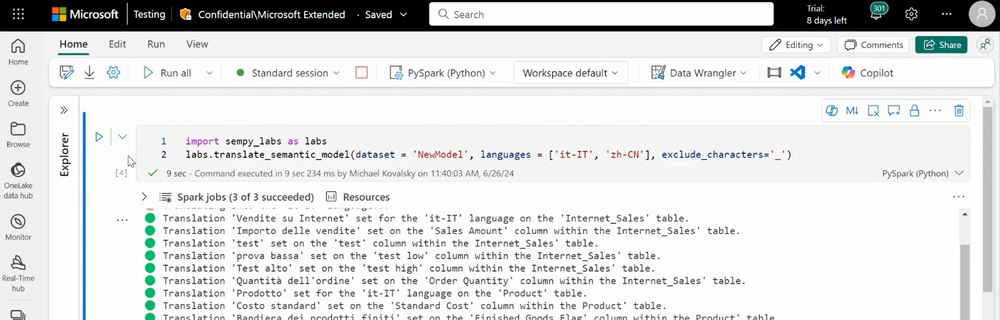 Microsoft
Testing
Confidential\Microsoft Extended · Saved
Search
Trial:
8 days left
301
Home Edit Run View
Editing
Comments
Share
Run all
Standard session
PySpark (Python)
Workspace default
Data Wrangler
Copilot
Home
Create
Browse
OneLake
data hub
Monitor
Real-Time
hub
Explorer
M↓
1 import sempy_labs as labs
2 labs.translate_semantic_model(dataset = 'NewModel', languages = ['it-IT', 'zh-CN'], exclude_characters='_')
[4]
9 sec - Command executed in 9 sec 234 ms by Michael Kovalsky on 11:40:03 AM, 6/26/24
PySpark (Python)
Spark jobs (3 of 3 succeeded)
Resources
Translation 'Vendite su Internet' set for the 'it-IT' language on the 'Internet_Sales' table.
Translation 'Importo delle vendite' set on the 'Sales Amount' column within the Internet_Sales' table.
Translation 'test' set on the 'test' column within the Internet_Sales' table.
Translation 'prova bassa' set on the 'test low' column within the Internet_Sales' table.
Translation 'Test alto' set on the 'test high' column within the Internet_Sales' table.
Translation 'Quantità dell'ordine' set on the 'Order Quantity' column within the Internet_Sales' table.
Translation 'Prodotto' set for the 'it-IT' language on the 'Product' table.
Translation 'Costo standard' set on the 'Standard Cost' column within the Product' table.
Translation 'Bandiera dei prodotti finiti' set on the 'Finished Goods Flag' column within the Product' table.